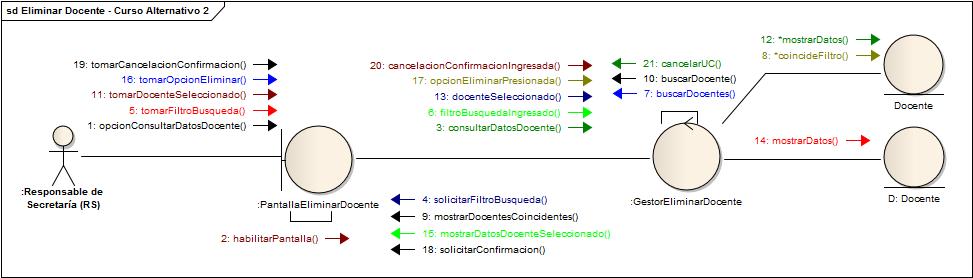 sd Eliminar Docente - Curso Alternativo 2
19: tomarCancelacionConfirmacion()
16: tomarOpcionEliminar()
11: tomarDocenteSeleccionado()
5: tomarFiltroBusqueda()
1: opcionConsultarDatosDocente()
20: cancelacionConfirmacionIngresada()
17: opcionEliminarPresionada()
13: docenteSeleccionado()
6: filtroBusquedaIngresado()
3: consultarDatosDocente()
21: cancelarUC()
10: buscarDocente()
7: buscarDocentes()
12: *mostrarDatos()
8: *coincideFiltro()
Docente
14: mostrarDatos()
D: Docente
:Responsable de
Secretaría (RS)
:PantallaEliminarDocente
:GestorEliminarDocente
2: habilitarPantalla()
4: solicitarFiltroBusqueda()
9: mostrarDocentesCoincidentes()
15: mostrarDatosDocenteSeleccionado()
18: solicitarConfirmacion()